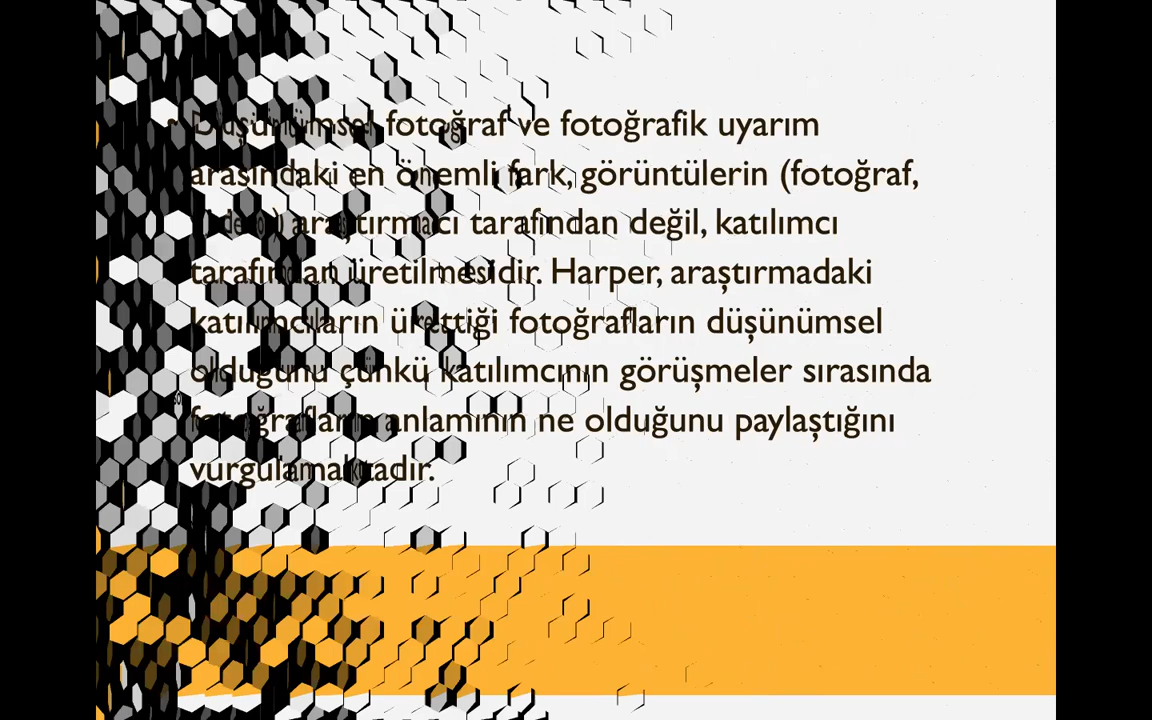 • Düşünümsel fotoğraf ve fotoğrafik uyarım
arasındaki en önemli fark, görüntülerin (fotoğraf,
araştırmacı tarafından değil, katılımcı
tarafından üretilmesidir. Harper, araştırmadaki
katılımcıların ürettiği fotoğrafların düşünümsel
olduğunu çünkü katılımcının görüşmeler sırasında
fotoğrafların anlamının ne olduğunu paylaştığını
vurgulamaktadır.